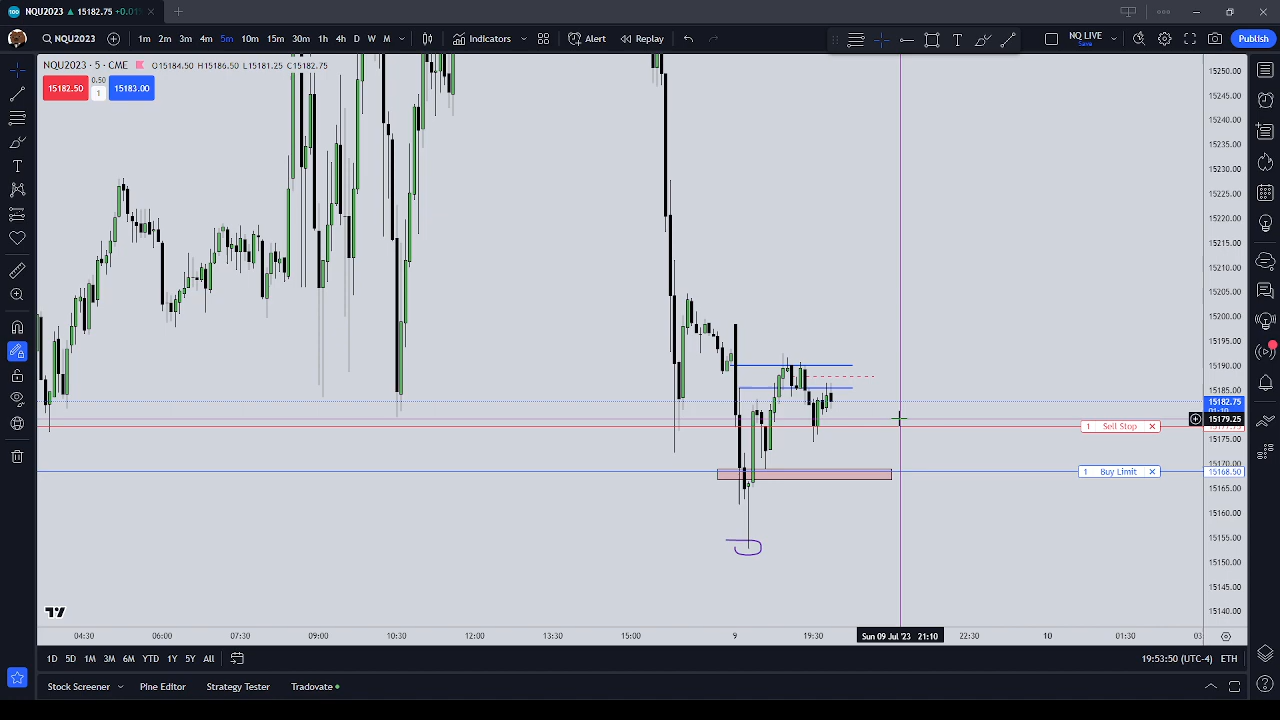 NQU2023 ▲ 15182.75 +0.01
NQU2023 1m 2m 3m 4m 5m 10m 15m 30m 1h 4h D W M Indicators Alert Replay NQ LIVE Save Publish
NQU2023 · 5 · CME O15184.50 H15186.50 L15181.25 C15182.75
15182.50 0.50 1 15183.00
15250.00
15245.00
15240.00
15235.00
15230.00
15225.00
15220.00
15215.00
15210.00
15205.00
15200.00
15195.00
15190.00
15185.00
15182.75
15179.25
1 Sell Stop
15175.00
15170.00
1 Buy Limit 15168.50
15165.00
15160.00
15155.00
15150.00
15145.00
15140.00
04:30 06:00 07:30 09:00 10:30 12:00 13:30 15:00 9 19:30 Sun 09 Jul '23 21:10 22:30 10 01:30 03
1D 5D 1M 3M 6M YTD 1Y 5Y All 19:53:50 (UTC-4) ETH
Stock Screener Pine Editor Strategy Tester Tradovate